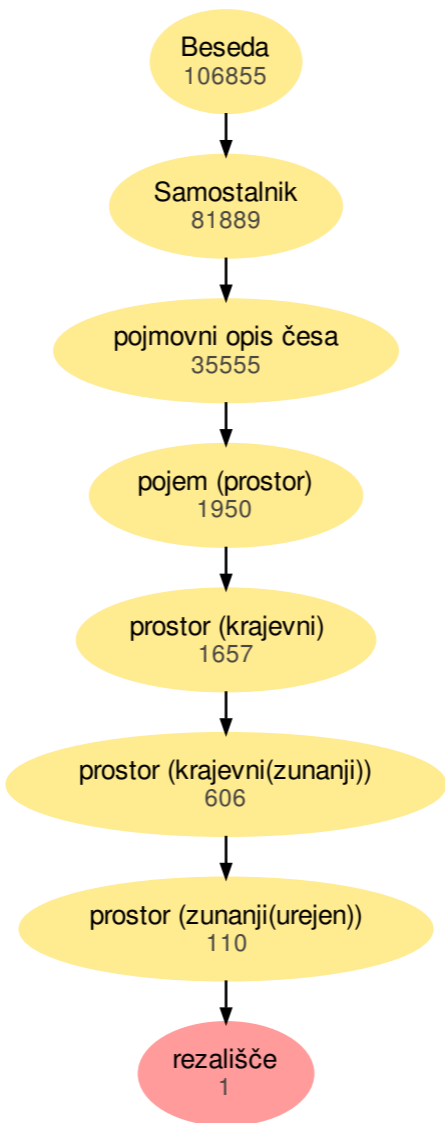 Beseda
106855
Samostalnik
81889
pojmovni opis česa
35555
pojem (prostor)
1950
prostor (krajevni)
1657
prostor (krajevni(zunanji))
606
prostor (zunanji(urejen))
110
rezališče
1